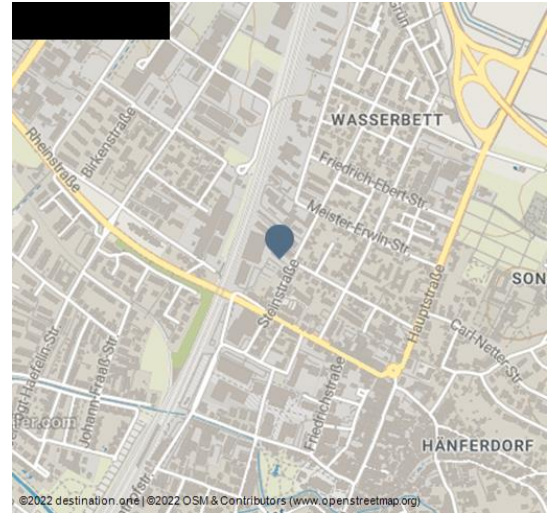 Grün
WASSERBETT
Rheinstraße
Birkenstraße
Friedrich-Ebert-Str.
Meister-Erwin-Str.
SON
Steinstraße
Hauptstraße
Carl-Netter-Str.
Johann-Fraaß-Str.
Friedrichstraße
HÄNFERDORF
©2022 destination.one | ©2022 OSM & Contributors (www.openstreetmap.org)